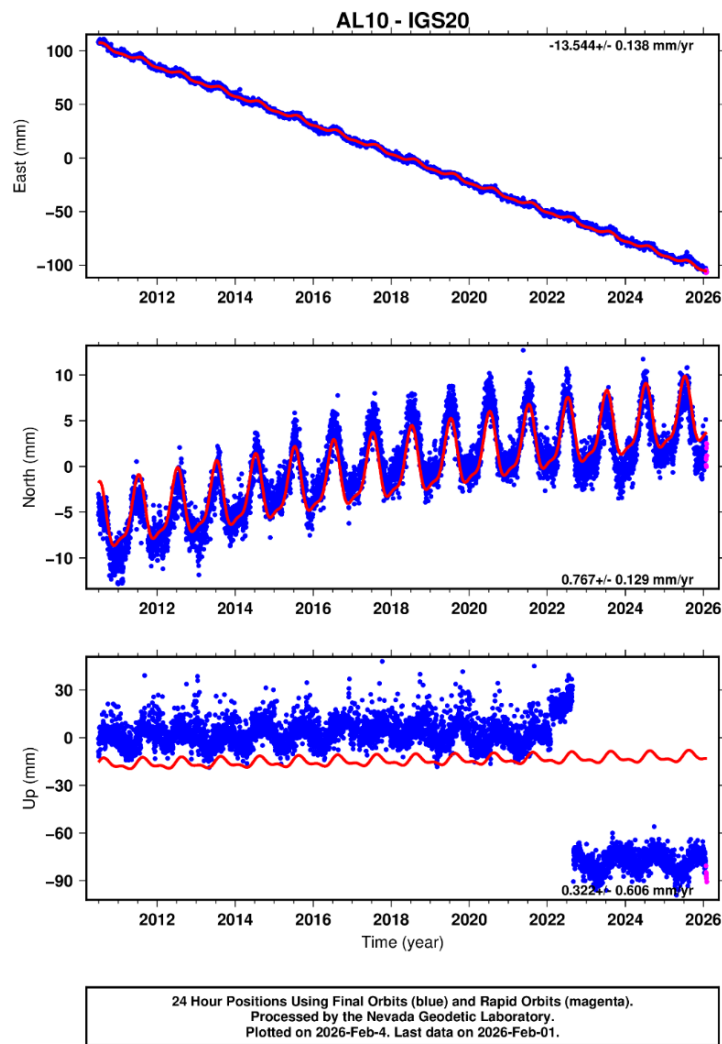 AL10 - IGS20
-13.544+/- 0.138 mm/yr
East (mm)
100
50
0
−50
−100
2012 2014 2016 2018 2020 2022 2024 2026
North (mm)
10
5
0
−5
−10
0.767+/- 0.129 mm/yr
2012 2014 2016 2018 2020 2022 2024 2026
Up (mm)
30
0
−30
−60
−90
0.322+/- 0.606 mm/yr
2012 2014 2016 2018 2020 2022 2024 2026
Time (year)
24 Hour Positions Using Final Orbits (blue) and Rapid Orbits (magenta).
Processed by the Nevada Geodetic Laboratory.
Plotted on 2026-Feb-4. Last data on 2026-Feb-01.